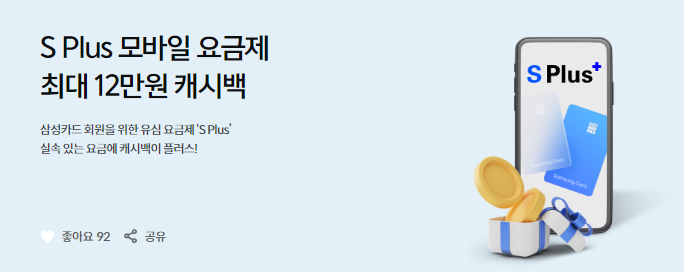 S Plus 모바일 요금제
최대 12만원 캐시백
삼성카드 회원을 위한 유심 요금제 'S Plus'
실속 있는 요금에 캐시백이 플러스!
좋아요 92 공유
S Plus+
Samsung Card
Samsung Card